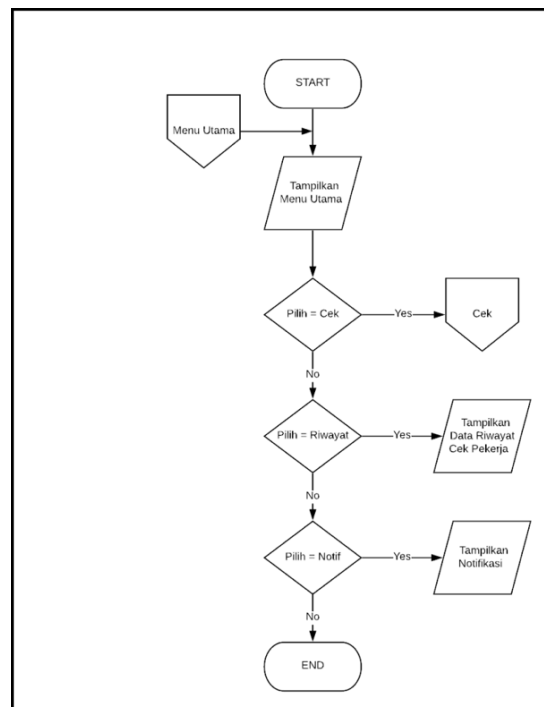 START
Menu Utama
Tampilkan
Menu Utama
Pilih = Cek
Yes
Cek
No
Pilih = Riwayat
Yes
Tampilkan
Data Riwayat
Cek Pekerja
No
Pilih = Notif
Yes
Tampilkan
Notifikasi
No
END